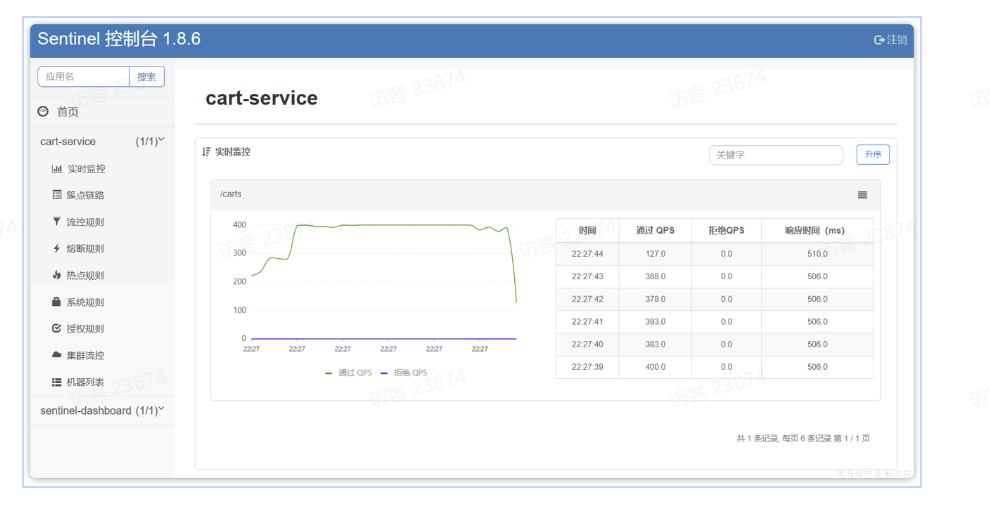 Sentinel 控制台 1.8.6
注销
应用名 搜索
首页
cart-service (1/1)
实时监控
簇点链路
流控规则
熔断规则
热点规则
系统规则
授权规则
集群流控
机器列表
sentinel-dashboard (1/1)
cart-service
实时监控 关键字 升序
/carts
400
300
200
100
0
22:27 22:27 22:27 22:27 22:27 22:27
通过 QPS 拒绝 QPS
时间 通过 QPS 拒绝QPS 响应时间 (ms)
22:27:44 127.0 0.0 510.0
22:27:43 388.0 0.0 506.0
22:27:42 378.0 0.0 506.0
22:27:41 393.0 0.0 506.0
22:27:40 383.0 0.0 506.0
22:27:39 400.0 0.0 506.0
共 1 条记录, 每页 6 条记录 第 1 / 1 页
访客 23874
访客 23874
访客 23874
访客 23874
访客 23874
访客 23874